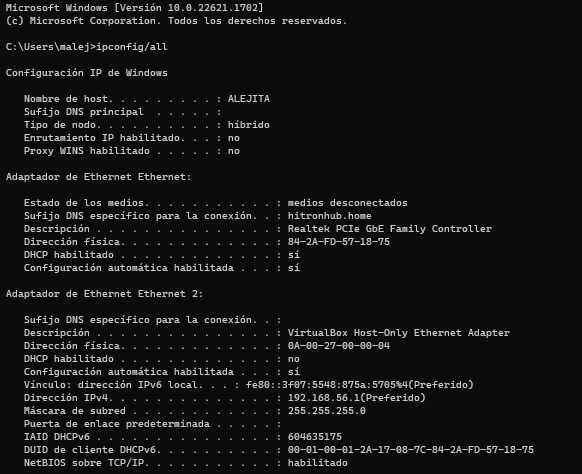 Microsoft Windows [Versión 10.0.22621.1702]
(c) Microsoft Corporation. Todos los derechos reservados.
C:\Users\malej>ipconfig/all
Configuración IP de Windows
Nombre de host. . . . . . . . . : ALEJITA
Sufijo DNS principal  . . . . . :
Tipo de nodo. . . . . . . . . . : híbrido
Enrutamiento IP habilitado. . . : no
Proxy WINS habilitado . . . . . : no
Adaptador de Ethernet Ethernet:
Estado de los medios. . . . . . . . . . . : medios desconectados
Sufijo DNS específico para la conexión. . : hitronhub.home
Descripción . . . . . . . . . . . . . . . : Realtek PCIe GbE Family Controller
Dirección física. . . . . . . . . . . . . : 84-2A-FD-57-18-75
DHCP habilitado . . . . . . . . . . . . . : sí
Configuración automática habilitada . . . : sí
Adaptador de Ethernet Ethernet 2:
Sufijo DNS específico para la conexión. . :
Descripción . . . . . . . . . . . . . . . : VirtualBox Host-Only Ethernet Adapter
Dirección física. . . . . . . . . . . . . : 0A-00-27-00-00-04
DHCP habilitado . . . . . . . . . . . . . : no
Configuración automática habilitada . . . : sí
Vínculo: dirección IPv6 local. . . : fe80::3f07:5548:875a:5705%4(Preferido)
Dirección IPv4. . . . . . . . . . . . . . : 192.168.56.1(Preferido)
Máscara de subred . . . . . . . . . . . . : 255.255.255.0
Puerta de enlace predeterminada . . . . . :
IAID DHCPv6 . . . . . . . . . . . . . . . : 604635175
DUID de cliente DHCPv6. . . . . . . . . . : 00-01-00-01-2A-17-08-7C-84-2A-FD-57-18-75
NetBIOS sobre TCP/IP. . . . . . . . . . . : habilitado